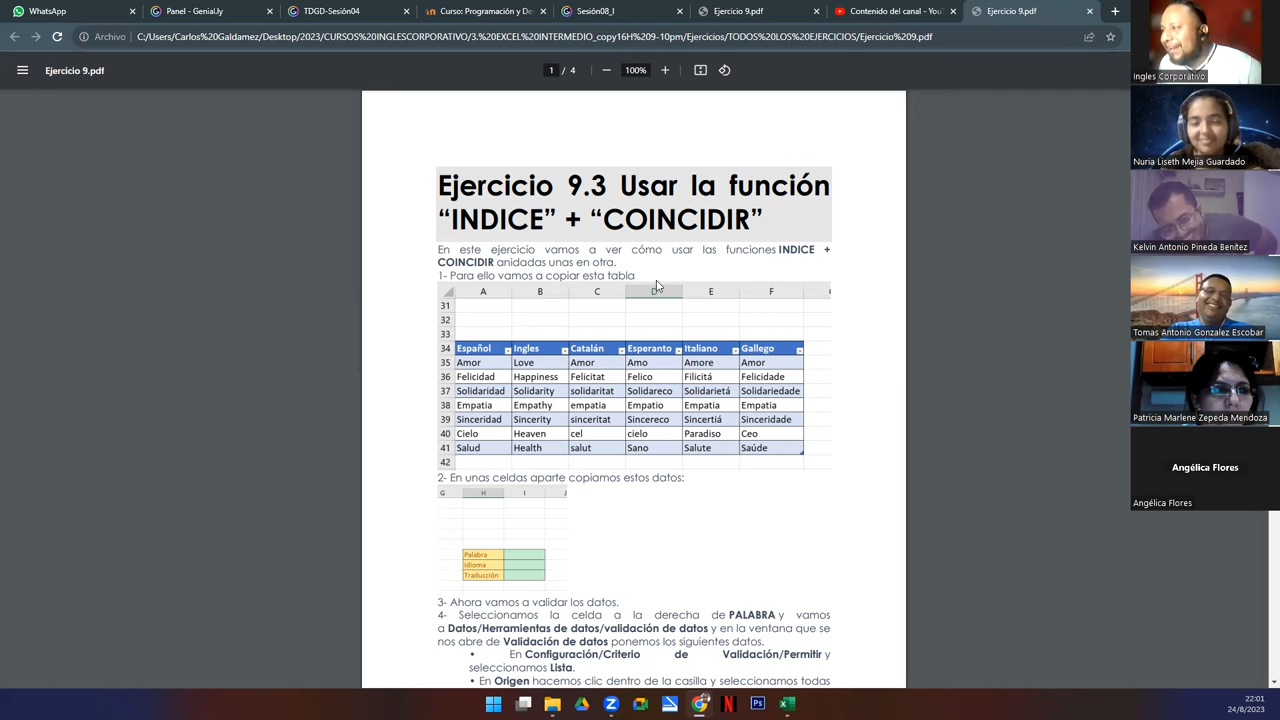 WhatsApp
Panel - Genial.ly
TDGD-Sesión04
Curso: Programación y De
Sesión08_I
Ejercicio 9.pdf
Contenido del canal - YouT
Ejercicio 9.pdf
Archivo C:/Users/Carlos%20Galdamez/Desktop/2023/CURSOS%20INGLESCORPORATIVO/2.%20EXCEL%20INTERMEDIO_copy16H%209-10pm/Ejercicios/TODOS%20LOS%20EJERCICIOS/Ejercicio%209.pdf
Ejercicio 9.pdf
1 / 4
100%
Ejercicio 9.3 Usar la función
“INDICE” + “COINCIDIR”
En este ejercicio vamos a ver cómo usar las funciones INDICE +
COINCIDIR anidadas unas en otra.
1- Para ello vamos a copiar esta tabla
A B C D E F
31
32
33
34 Español Ingles Catalán Esperanto Italiano Gallego
35 Amor Love Amor Amo Amore Amor
36 Felicidad Happiness Felicitat Felico Filicitá Felicidade
37 Solidaridad Solidarity solidaritat Solidareco Solidarietá Solidariedade
38 Empatia Empathy empatia Empatio Empatia Empatia
39 Sinceridad Sincerity sinceritat Sincereco Sincertiá Sinceridade
40 Cielo Heaven cel cielo Paradiso Ceo
41 Salud Health salut Sano Salute Saúde
42
2- En unas celdas aparte copiamos estos datos:
G H I J
Palabra
Idioma
Traducción
3- Ahora vamos a validar los datos.
4- Seleccionamos la celda a la derecha de PALABRA y vamos
a Datos/Herramientas de datos/validación de datos y en la ventana que se
nos abre de Validación de datos ponemos los siguientes datos.
• En Configuración/Criterio de Validación/Permitir y
seleccionamos Lista.
• En Origen hacemos clic dentro de la casilla y seleccionamos todas
Ingles Corporativo
Nuria Liseth Mejia Guardado
Kelvin Antonio Pineda Benítez
Tomas Antonio Gonzalez Escobar
Patricia Marlene Zepeda Mendoza
Angélica Flores
Angélica Flores
22:01
24/8/2023